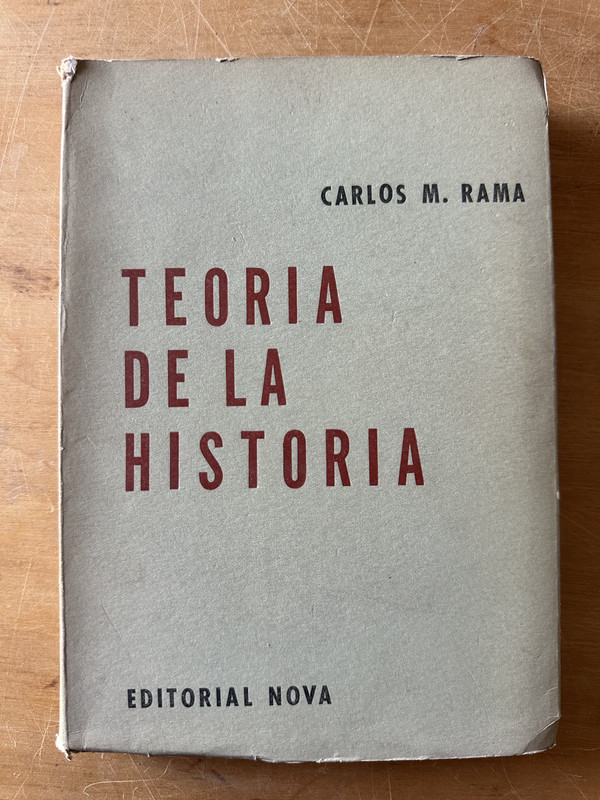 CARLOS M. RAMA
TEORIA
DE LA
HISTORIA
EDITORIAL NOVA